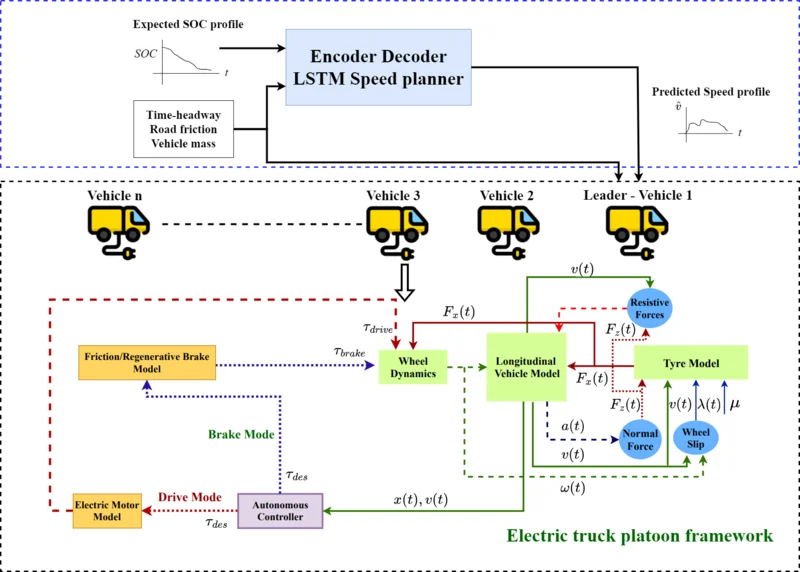 Expected SOC profile
SOC
t
Encoder Decoder
LSTM Speed planner
Time-headway
Road friction
Vehicle mass
Predicted Speed profile
ṽ
t
Vehicle n
Vehicle 3
Vehicle 2
Leader - Vehicle 1
v(t)
Resistive
Forces
F_x(t)
F_z(t)
τ_drive
τ_brake
Friction/Regenerative Brake
Model
Wheel
Dynamics
Longitudinal
Vehicle Model
Tyre Model
F_x(t)
F_z(t)
v(t)
λ(t)
μ
a(t)
Normal
Force
Wheel
Slip
v(t)
Brake Mode
ω(t)
τ_des
Electric Motor
Model
Drive Mode
τ_des
Autonomous
Controller
x(t), v(t)
Electric truck platoon framework